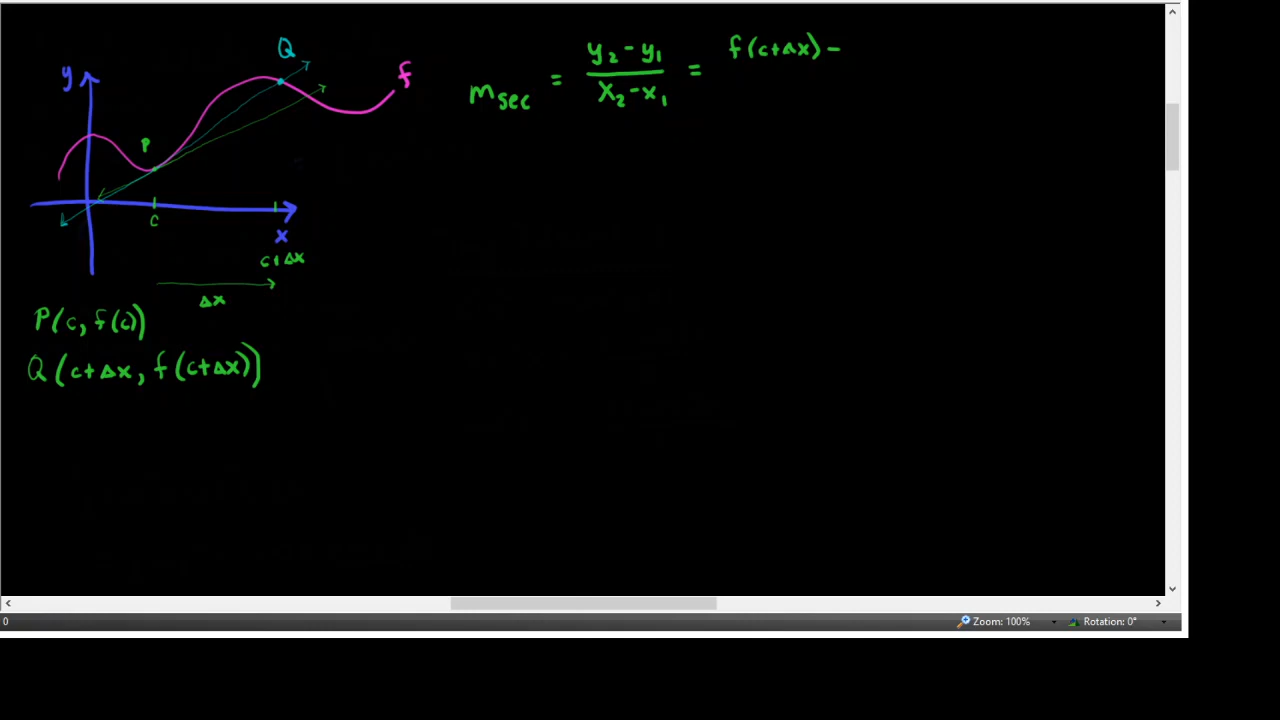 Q
y
f
P
c
x
c+Δx
Δx
P(c, f(c))
Q(c+Δx, f(c+Δx))
m_sec = (y₂-y₁)/(x₂-x₁) = f(c+Δx) -
0
Zoom: 100%
Rotation: 0°